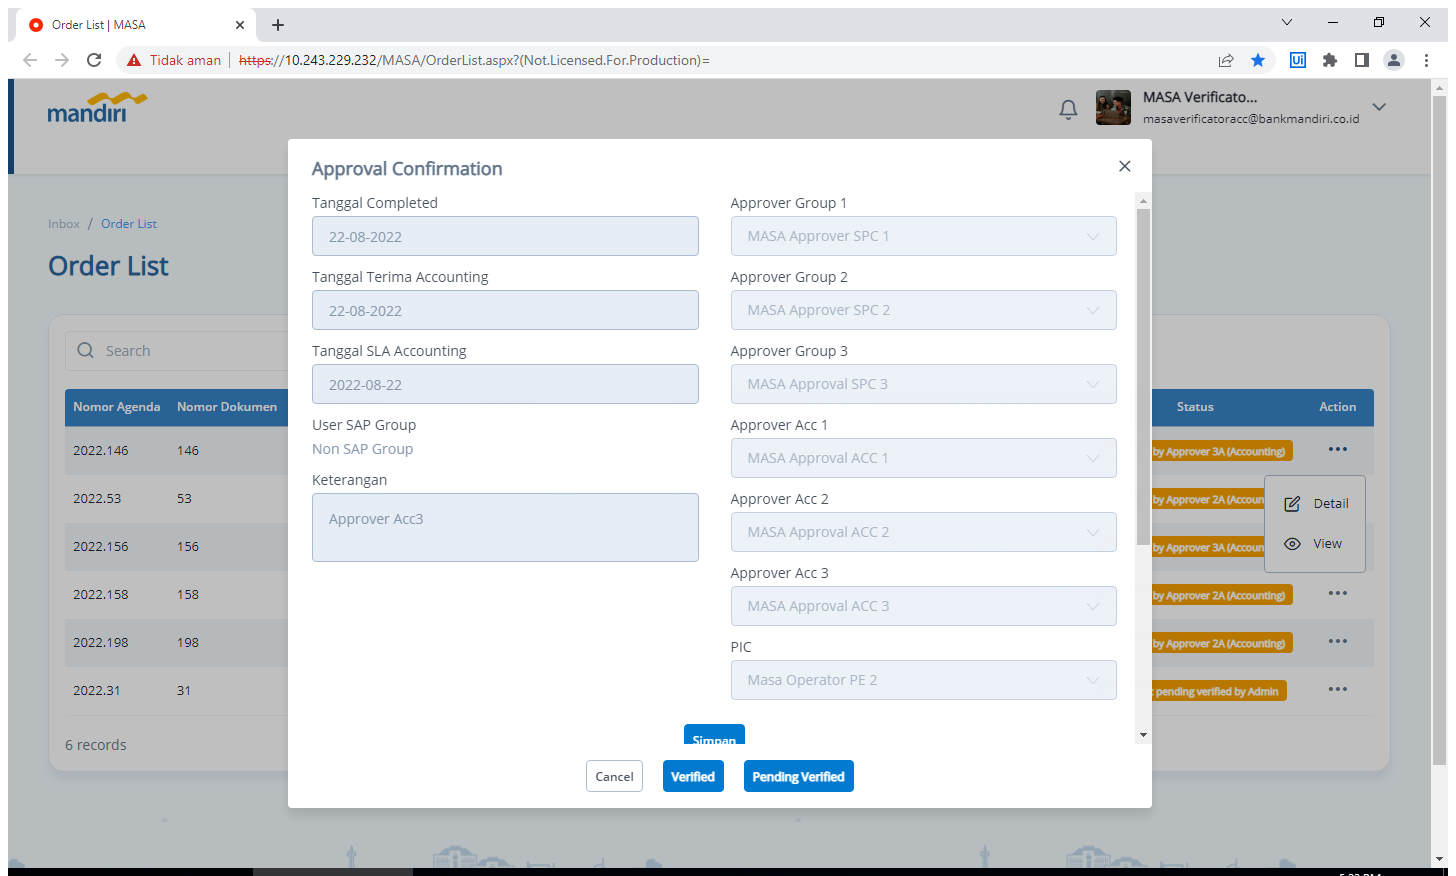 Order List | MASA
Tidak aman
https://10.243.229.232/MASA/OrderList.aspx?(Not.Licensed.For.Production)=
Ui
mandiri
MASA Verificato...
masaverificatoracc@bankmandiri.co.id
Inbox / Order List
Order List
Search
Nomor Agenda Nomor Dokumen Status Action
2022.146 146 by Approver 3A (Accounting)
2022.53 53 by Approver 2A (Accoun
2022.156 156 by Approver 3A (Accoun
2022.158 158 by Approver 2A (Accounting)
2022.198 198 by Approver 2A (Accounting)
2022.31 31 pending verified by Admin
Detail
View
6 records
Approval Confirmation
Tanggal Completed
22-08-2022
Tanggal Terima Accounting
22-08-2022
Tanggal SLA Accounting
2022-08-22
User SAP Group
Non SAP Group
Keterangan
Approver Acc3
Approver Group 1
MASA Approver SPC 1
Approver Group 2
MASA Approver SPC 2
Approver Group 3
MASA Approval SPC 3
Approver Acc 1
MASA Approval ACC 1
Approver Acc 2
MASA Approval ACC 2
Approver Acc 3
MASA Approval ACC 3
PIC
Masa Operator PE 2
Simpan
Cancel Verified Pending Verified